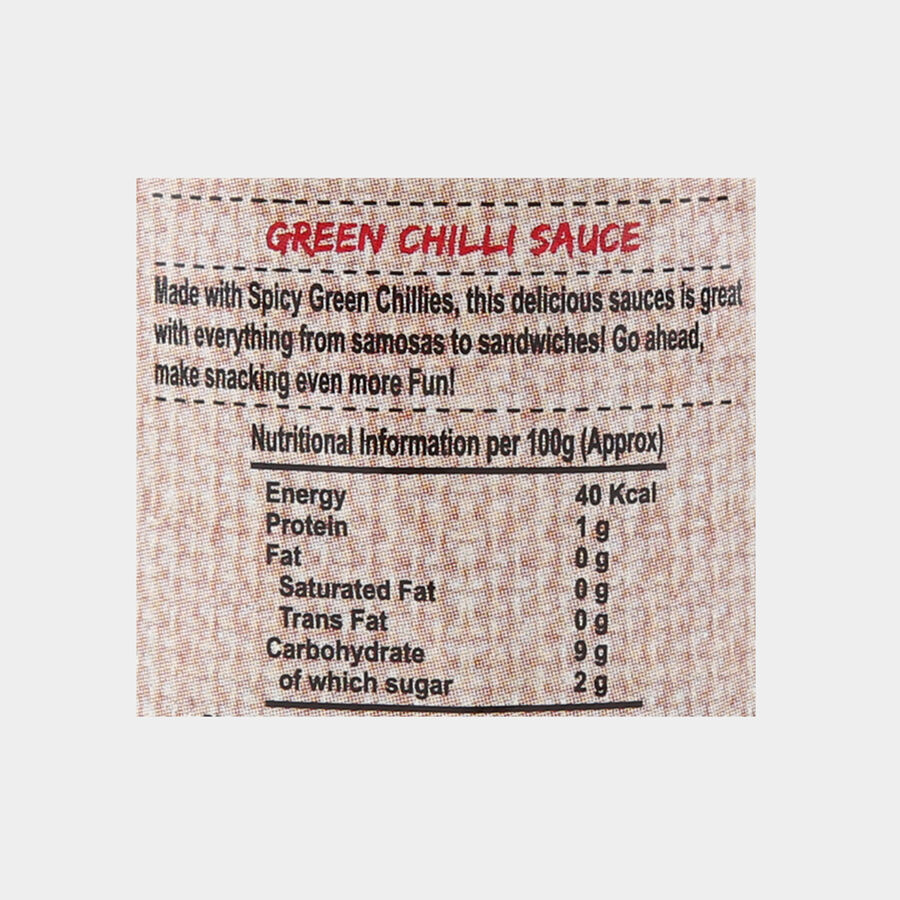 GREEN CHILLI SAUCE
Made with Spicy Green Chillies, this delicious sauces is great
with everything from samosas to sandwiches! Go ahead,
make snacking even more Fun!
Nutritional Information per 100g (Approx)
Energy 40 Kcal
Protein 1 g
Fat 0 g
Saturated Fat 0 g
Trans Fat 0 g
Carbohydrate 9 g
of which sugar 2 g